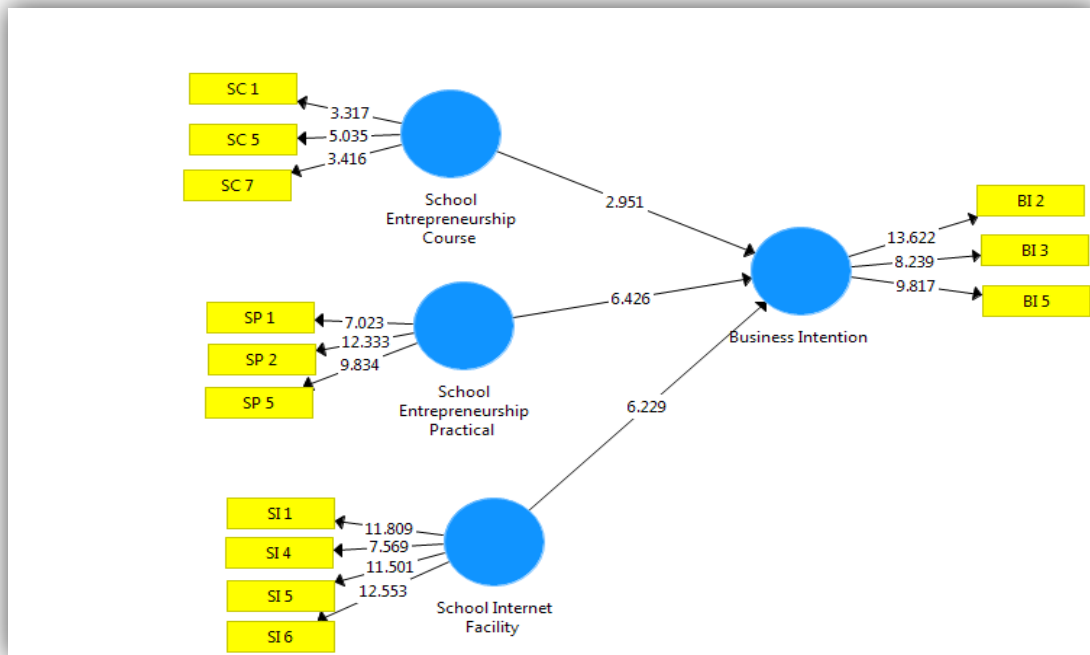 SC 1
SC 5
SC 7
3.317
5.035
3.416
School
Entrepreneurship
Course
2.951
SP 1
SP 2
SP 5
7.023
12.333
9.834
School
Entrepreneurship
Practical
6.426
SI 1
SI 4
SI 5
SI 6
11.809
7.569
11.501
12.553
School Internet
Facility
6.229
Business Intention
13.622
8.239
9.817
BI 2
BI 3
BI 5